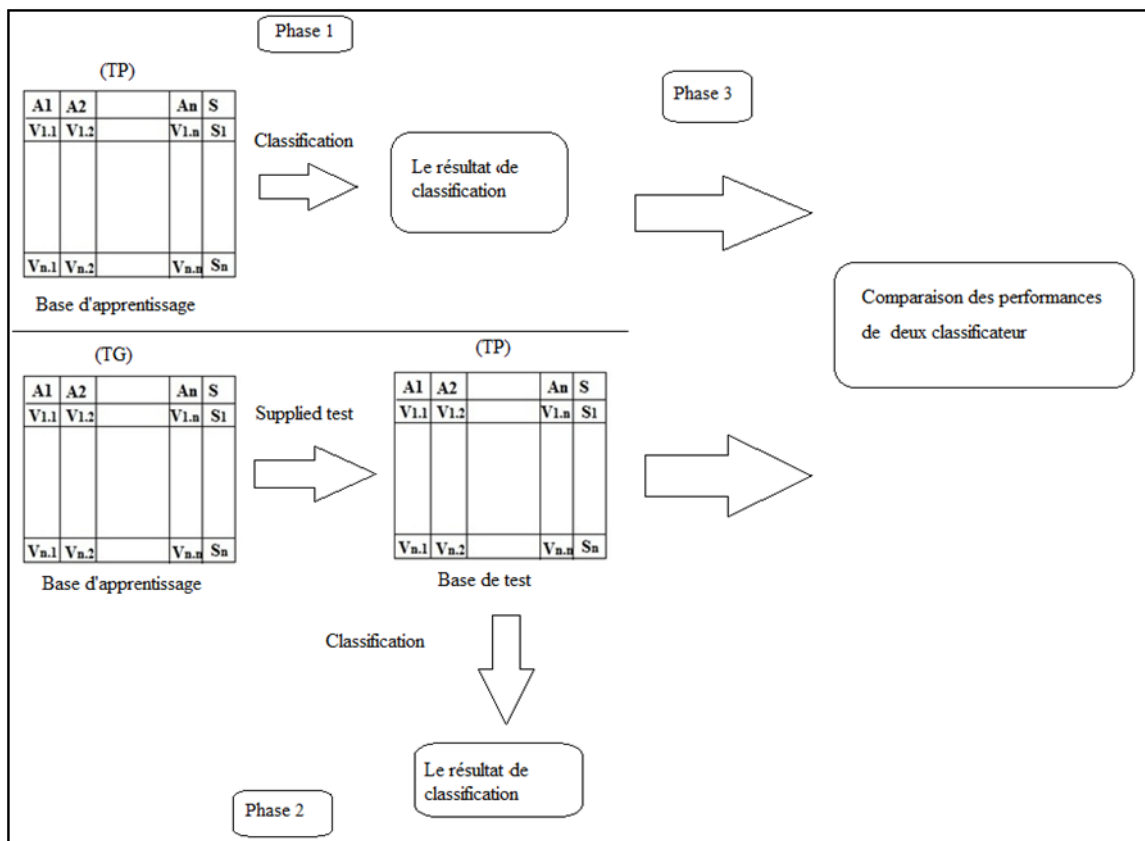 Phase 1
(TP)
A1 A2 An S
V1.1 V1.2 V1.n S1
Vn.1 Vn.2 Vn.n Sn
Base d'apprentissage
Classification
Le résultat de
classification
Phase 3
Comparaison des performances
de deux classificateur
(TG)
A1 A2 An S
V1.1 V1.2 V1.n S1
Vn.1 Vn.2 Vn.n Sn
Base d'apprentissage
Supplied test
(TP)
A1 A2 An S
V1.1 V1.2 V1.n S1
Vn.1 Vn.2 Vn.n Sn
Base de test
Classification
Le résultat de
classification
Phase 2